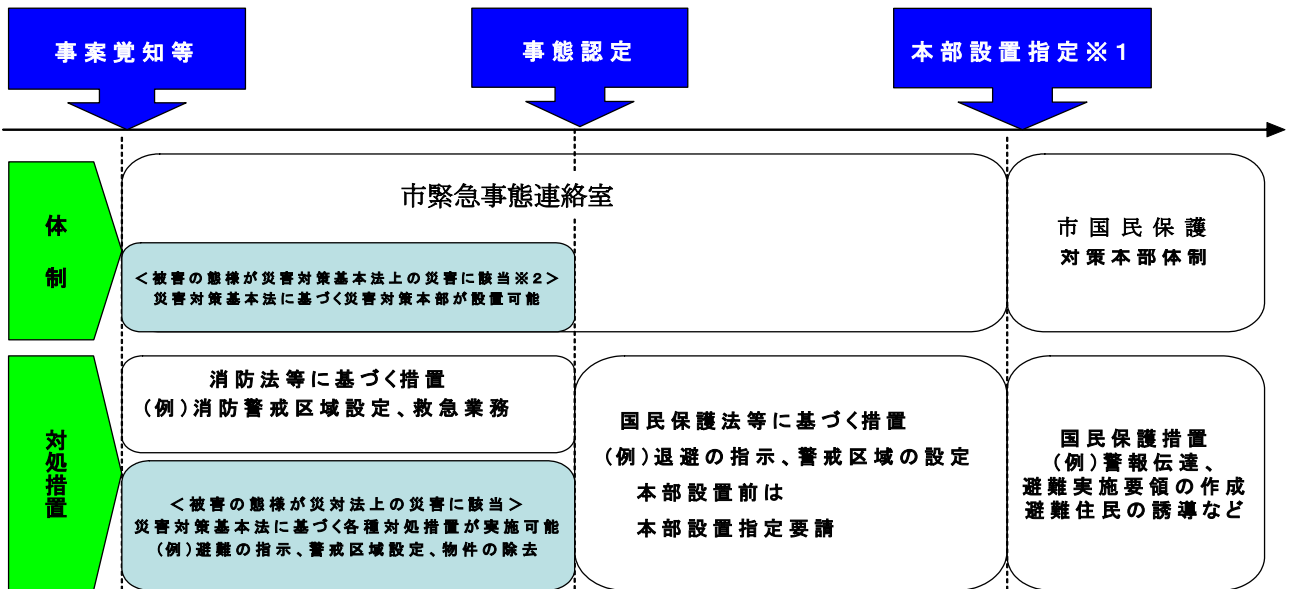 事案覚知等
事態認定
本部設置指定※1
体
制
市緊急事態連絡室
＜被害の態様が災害対策基本法上の災害に該当※2＞
災害対策基本法に基づく災害対策本部が設置可能
市国民保護
対策本部体制
対処措置
消防法等に基づく措置
(例)消防警戒区域設定、救急業務
＜被害の態様が災対法上の災害に該当＞
災害対策基本法に基づく各種対処措置が実施可能
(例)避難の指示、警戒区域設定、物件の除去
国民保護法等に基づく措置
(例)退避の指示、警戒区域の設定
本部設置前は
本部設置指定要請
国民保護措置
(例)警報伝達、
避難実施要領の作成
避難住民の誘導など